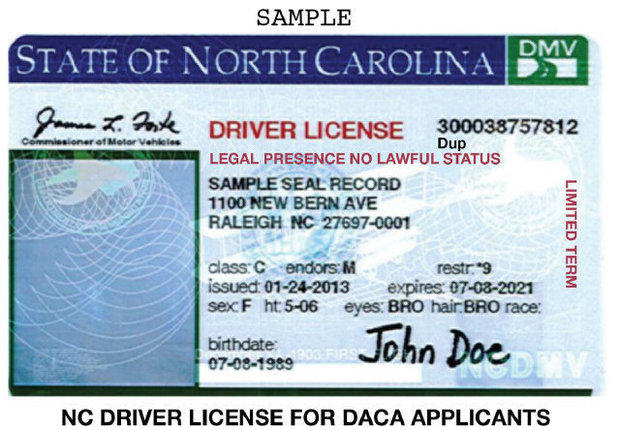 SAMPLE
STATE OF NORTH CAROLINA DMV
James L. Forte
Commissioner of Motor Vehicles
DRIVER LICENSE 300038757812
Dup
LEGAL PRESENCE NO LAWFUL STATUS
SAMPLE SEAL RECORD
1100 NEW BERN AVE
RALEIGH NC 27697-0001
LIMITED TERM
class: C endors: M restr: *9
issued: 01-24-2013 expires: 07-08-2021
sex: F ht: 5-06 eyes: BRO hair: BRO race:
birthdate:
07-08-1989
John Doe
NCDMV
NC DRIVER LICENSE FOR DACA APPLICANTS